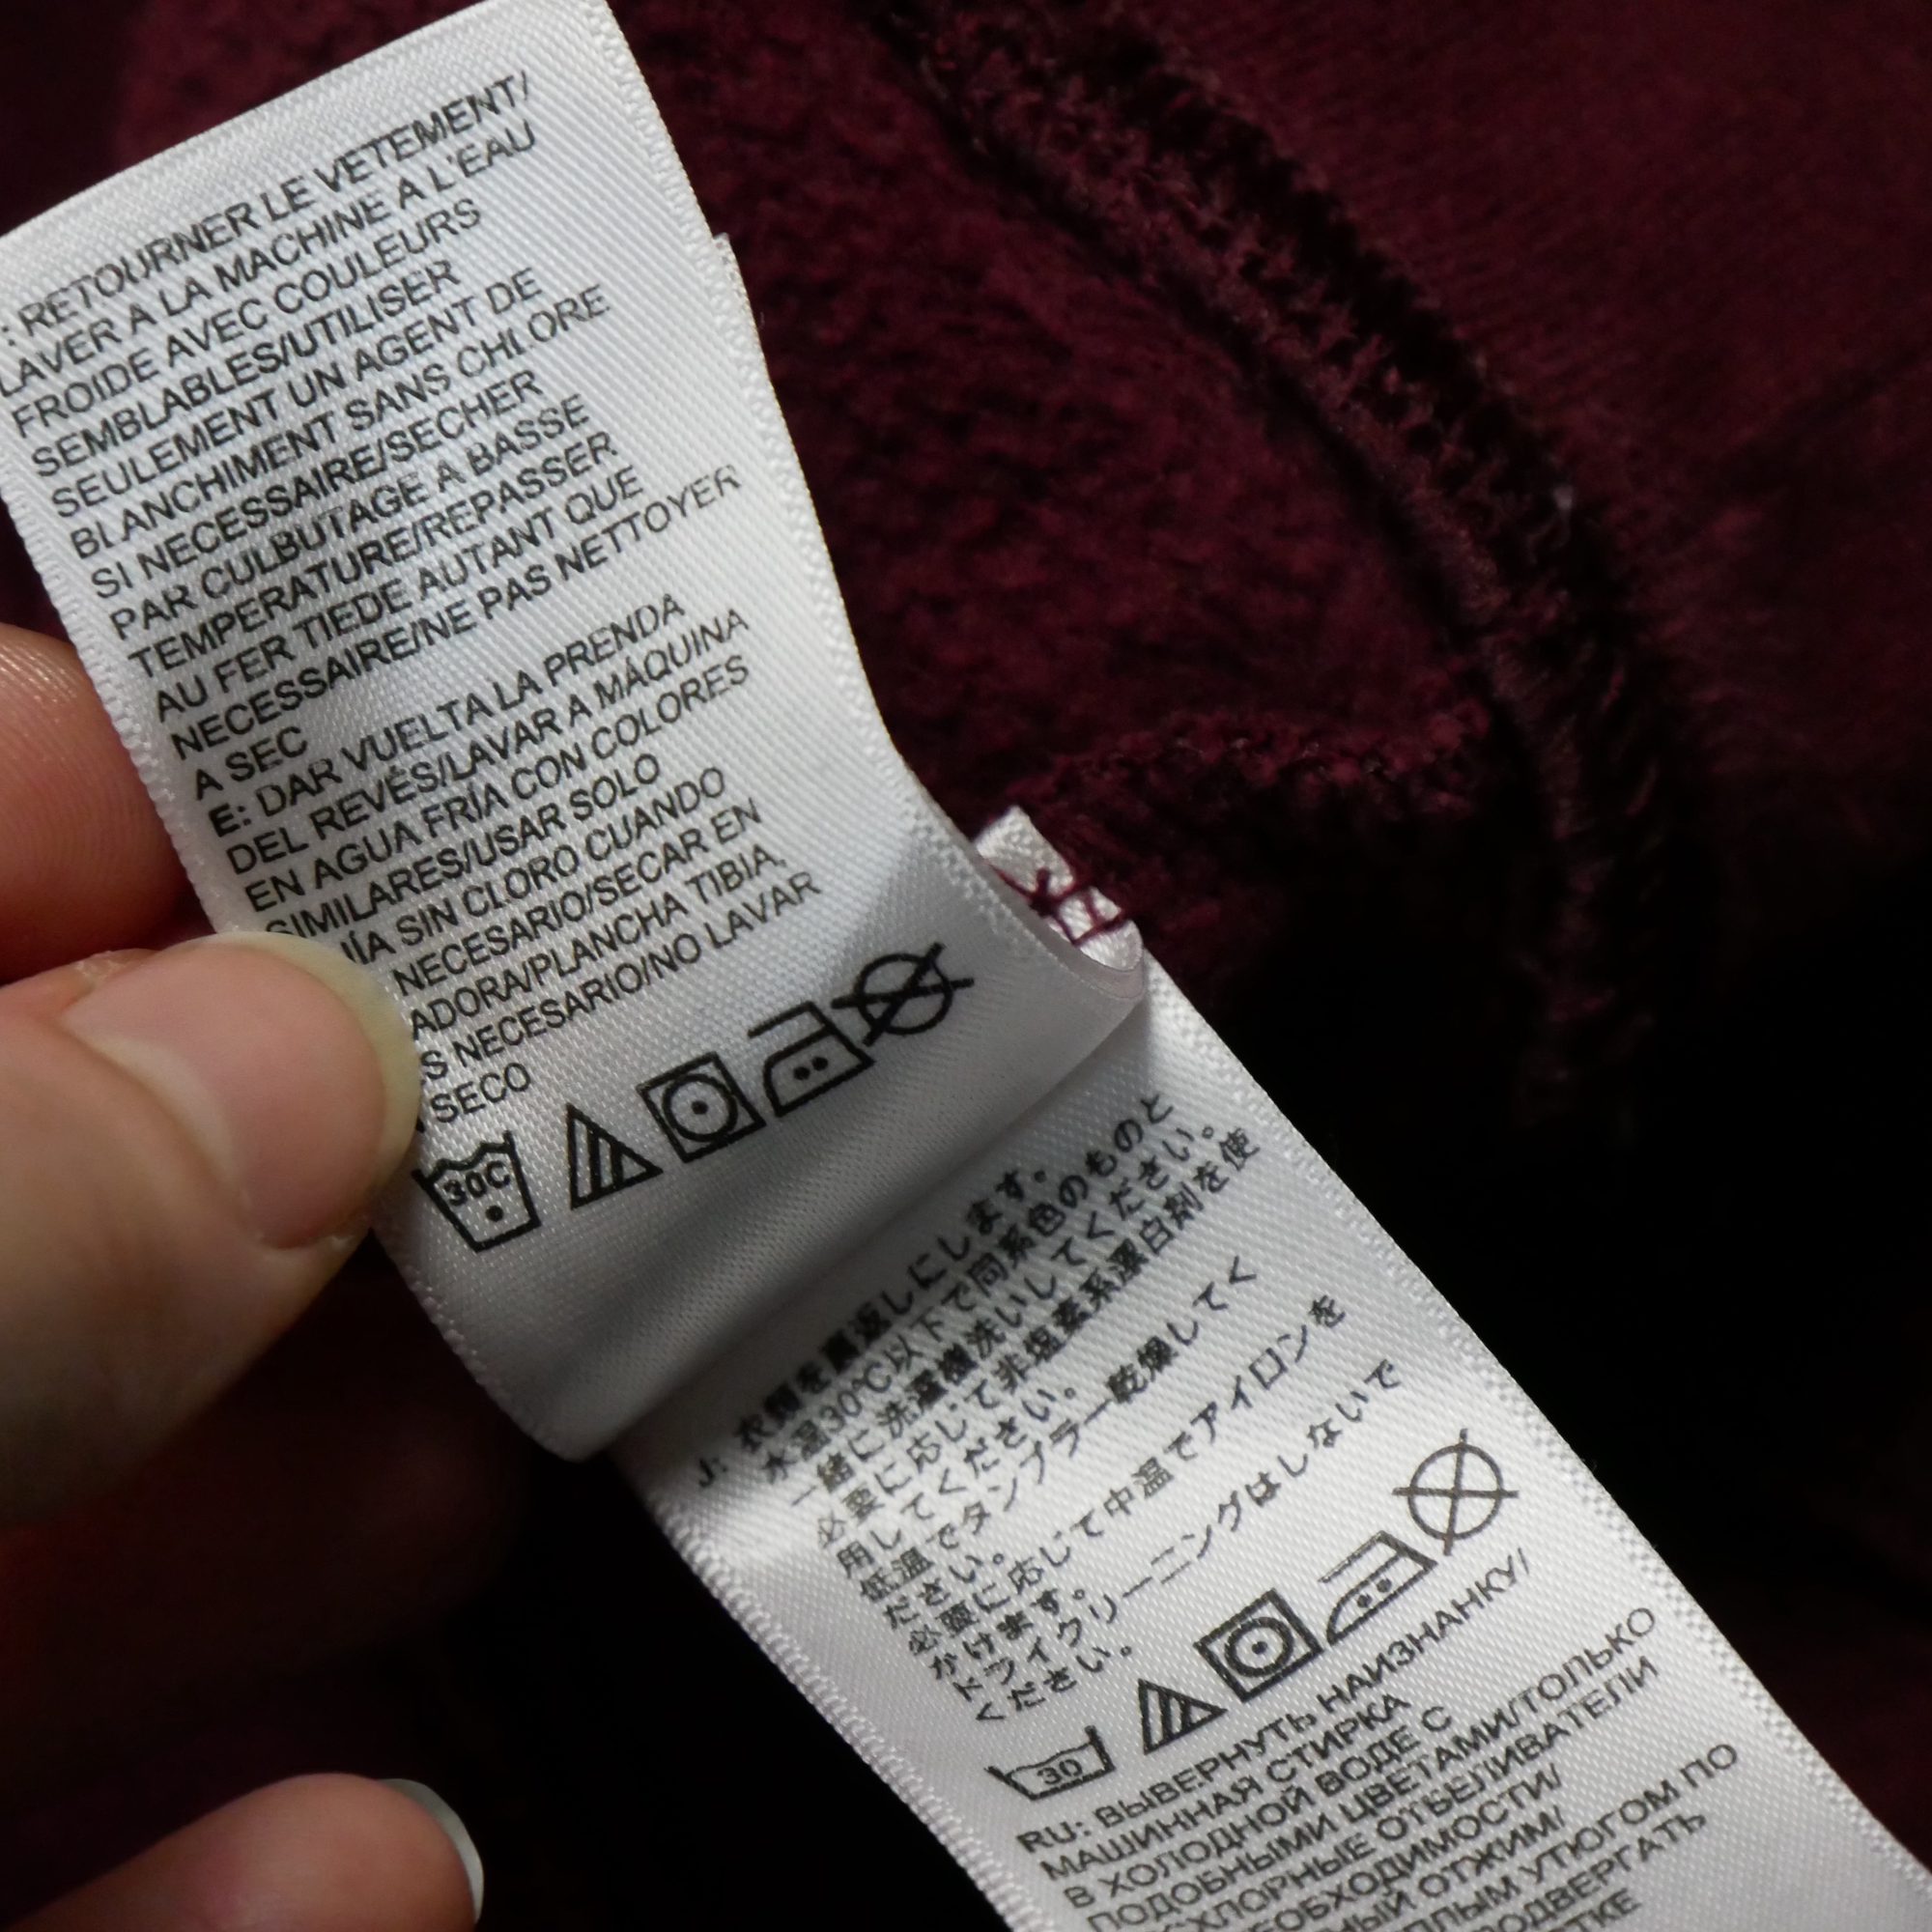 : RETOURNER LE VETEMENT/
LAVER A LA MACHINE A L'EAU
FROIDE AVEC COULEURS
SEMBLABLES/UTILISER
SEULEMENT UN AGENT DE
BLANCHIMENT SANS CHLORE
SI NECESSAIRE/SECHER
PAR CULBUTAGE A BASSE
TEMPERATURE/REPASSER
AU FER TIEDE AUTANT QUE
NECESSAIRE/NE PAS NETTOYER
A SEC
E: DAR VUELTA LA PRENDA
DEL REVÉS/LAVAR A MÁQUINA
EN AGUA FRÍA CON COLORES
SIMILARES/USAR SOLO
ÍA SIN CLORO CUANDO
NECESARIO/SECAR EN
ADORA/PLANCHA TIBIA,
S NECESARIO/NO LAVAR
SECO
30C
J: 衣類を裏返しにします。
水温30℃以下で同系色のものと
一緒に洗濯機洗いしてください。
必要に応じて非塩素系漂白剤を使
用してください。
低温でタンブラー乾燥してく
ださい。
必要に応じて中温でアイロンを
かけます。
ドライクリーニングはしないで
ください。
30
RU: ВЫВЕРНУТЬ НАИЗНАНКУ/
МАШИННАЯ СТИРКА
В ХОЛОДНОЙ ВОДЕ С
ПОДОБНЫМИ ЦВЕТАМИ/ТОЛЬКО
ХЛОРНЫЕ ОТБЕЛИВАТЕЛИ
ЕОБХОДИМОСТИ/
НЫЙ ОТЖИМ/
ПЛЫМ УТЮГОМ ПО
ПОДВЕРГАТЬ